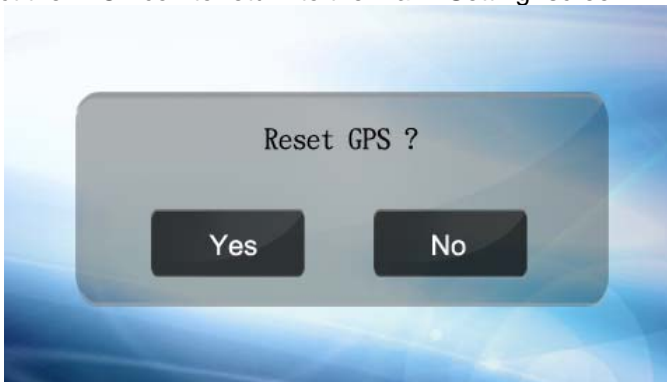 Reset GPS ?
Yes
No